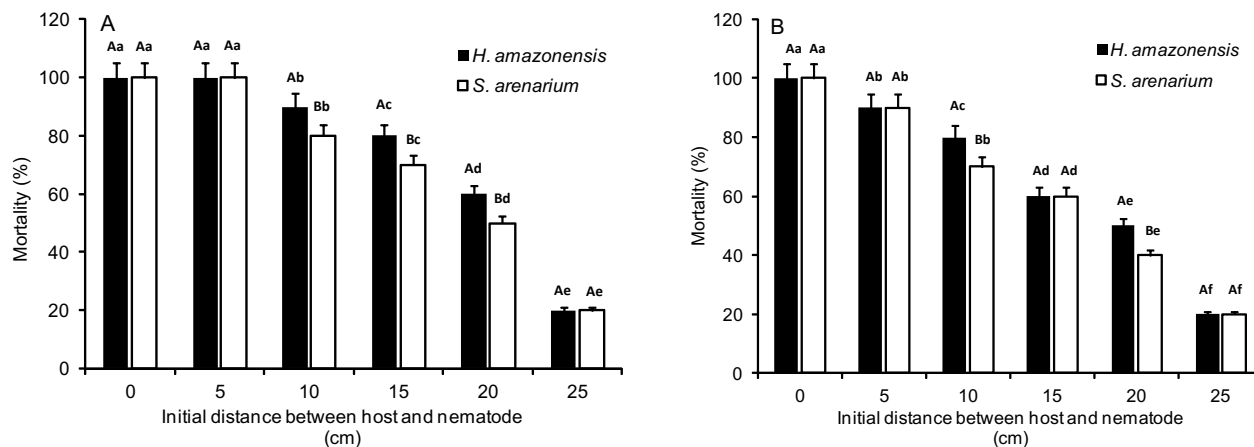 A
H. amazonensis
S. arenarium
Mortality (%)
120
100
80
60
40
20
0
Aa Aa
Aa Aa
Ab
Bb
Ac
Bc
Ad
Bd
Ae Ae
0 5 10 15 20 25
Initial distance between host and nematode
(cm)
B
H. amazonensis
S. arenarium
Mortality (%)
120
100
80
60
40
20
0
Aa Aa
Ab Ab
Ac
Bb
Ad Ad
Ae
Be
Af Af
0 5 10 15 20 25
Initial distance between host and nematode
(cm)